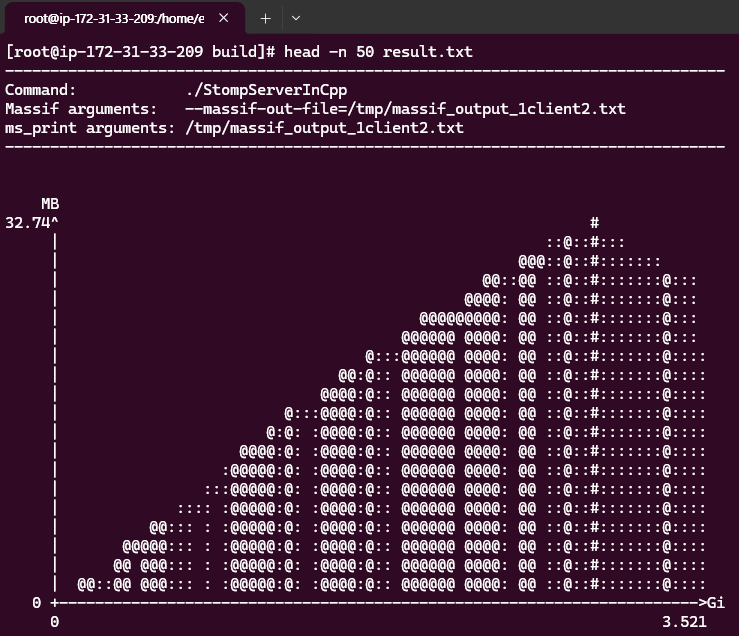 root@ip-172-31-33-209:/home/e
[root@ip-172-31-33-209 build]# head -n 50 result.txt
--------------------------------------------------------------------------------
Command:            ./StompServerInCpp
Massif arguments:   --massif-out-file=/tmp/massif_output_1client2.txt
ms_print arguments: /tmp/massif_output_1client2.txt
--------------------------------------------------------------------------------
    MB
32.74^                                                           #
     |                                                      ::@::#:::
     |                                                   @@@::@::#:::::::
     |                                               @@::@@ ::@::#:::::::@:::
     |                                             @@@@: @@ ::@::#:::::::@:::
     |                                        @@@@@@@@@: @@ ::@::#:::::::@:::
     |                                      @@@@@@ @@@@: @@ ::@::#:::::::@:::
     |                                  @:::@@@@@@ @@@@: @@ ::@::#:::::::@::::
     |                               @@:@:: @@@@@@ @@@@: @@ ::@::#:::::::@::::
     |                             @@@@:@:: @@@@@@ @@@@: @@ ::@::#:::::::@::::
     |                         @:::@@@@:@:: @@@@@@ @@@@: @@ ::@::#:::::::@::::
     |                       @:@: :@@@@:@:: @@@@@@ @@@@: @@ ::@::#:::::::@::::
     |                    @@@@:@: :@@@@:@:: @@@@@@ @@@@: @@ ::@::#:::::::@::::
     |                  :@@@@@:@: :@@@@:@:: @@@@@@ @@@@: @@ ::@::#:::::::@::::
     |                :::@@@@@:@: :@@@@:@:: @@@@@@ @@@@: @@ ::@::#:::::::@::::
     |             :::: :@@@@@:@: :@@@@:@:: @@@@@@ @@@@: @@ ::@::#:::::::@::::
     |          @@::: : :@@@@@:@: :@@@@:@:: @@@@@@ @@@@: @@ ::@::#:::::::@::::
     |       @@@@@::: : :@@@@@:@: :@@@@:@:: @@@@@@ @@@@: @@ ::@::#:::::::@::::
     |      @@ @@@::: : :@@@@@:@: :@@@@:@:: @@@@@@ @@@@: @@ ::@::#:::::::@::::
     |  @@::@@ @@@::: : :@@@@@:@: :@@@@:@:: @@@@@@ @@@@: @@ ::@::#:::::::@::::
   0 +----------------------------------------------------------------------->Gi
     0                                                                   3.521